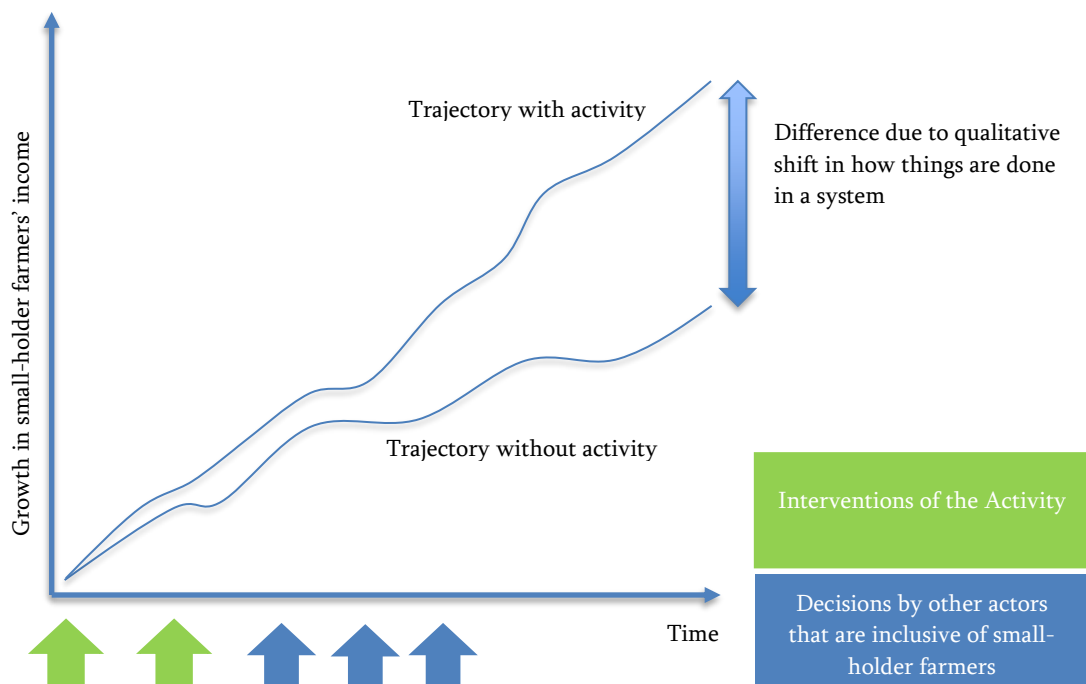 Growth in small-holder farmers' income
Trajectory with activity
Difference due to qualitative
shift in how things are done
in a system
Trajectory without activity
Interventions of the Activity
Time
Decisions by other actors
that are inclusive of small-
holder farmers